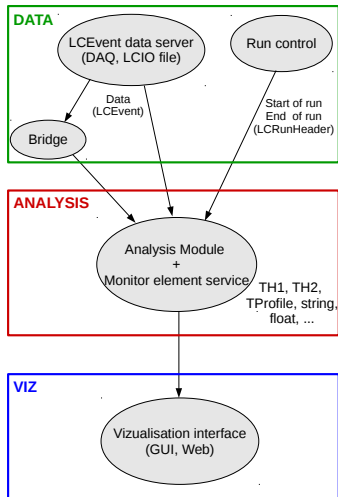 DATA
LCEvent data server
(DAQ, LCIO file)
Run control
Data
(LCEvent)
Start of run
End of run
(LCRunHeader)
Bridge
ANALYSIS
Analysis Module
+
Monitor element service
TH1, TH2,
TProfile, string,
float, ...
VIZ
Vizualisation interface
(GUI, Web)